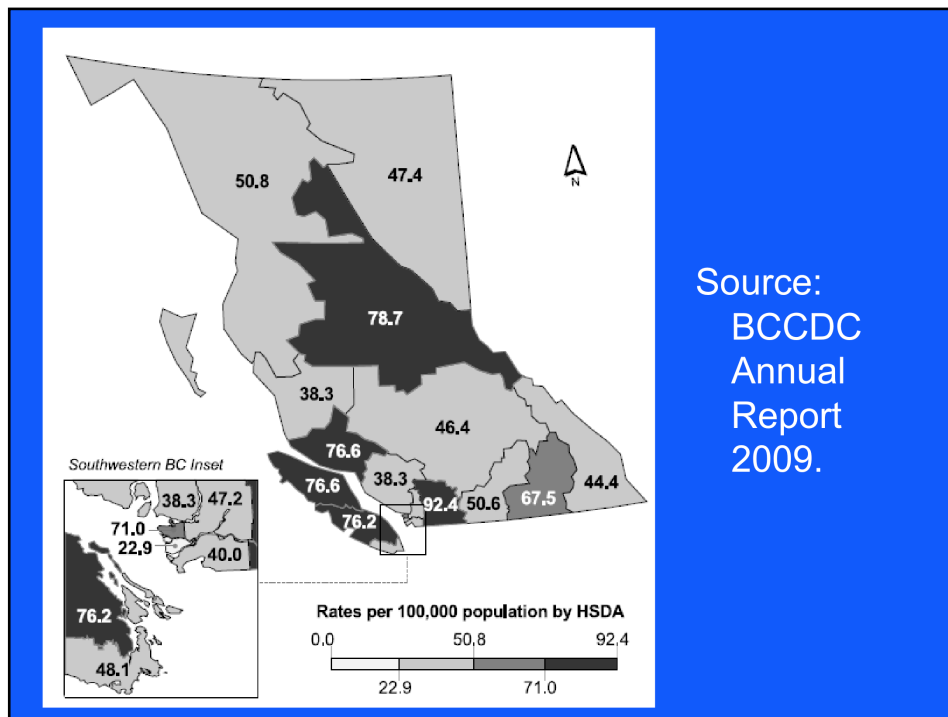 50.8
47.4
N
78.7
38.3
46.4
76.6
76.6
38.3
92.4
50.6
67.5
44.4
76.2
Southwestern BC Inset
38.3
47.2
71.0
22.9
40.0
76.2
48.1
Rates per 100,000 population by HSDA
0.0 50.8 92.4
22.9 71.0
Source:
BCCDC
Annual
Report
2009.